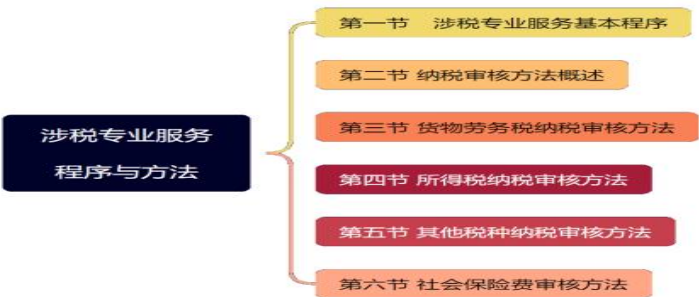 涉税专业服务
程序与方法
第一节 涉税专业服务基本程序
第二节 纳税审核方法概述
第三节 货物劳务税纳税审核方法
第四节 所得税纳税审核方法
第五节 其他税种纳税审核方法
第六节 社会保险费审核方法